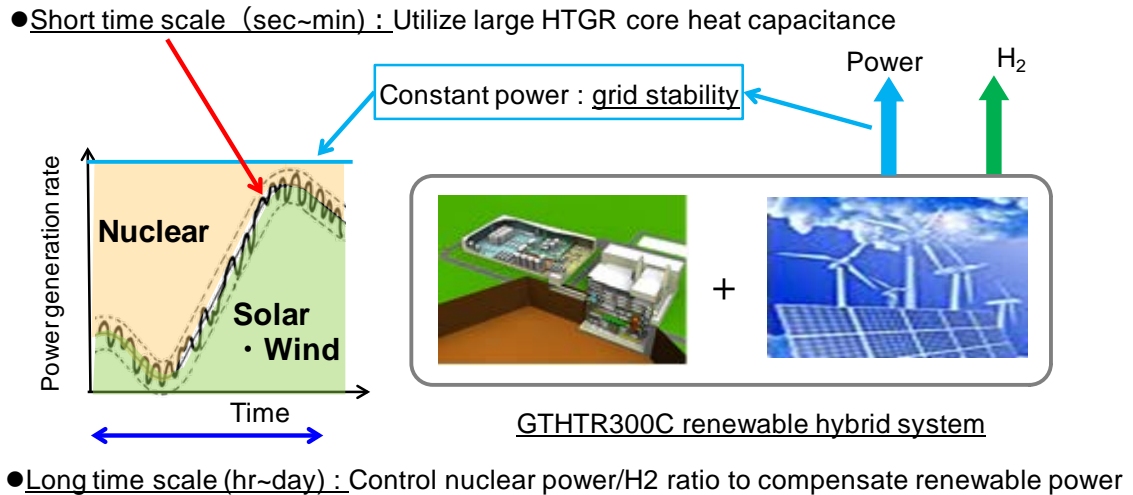 ●Short time scale（sec~min)：Utilize large HTGR core heat capacitance
Power
H2
Constant power：grid stability
Power generation rate
Nuclear
Solar
・Wind
+
Time
GTHTR300C renewable hybrid system
●Long time scale (hr~day)：Control nuclear power/H2 ratio to compensate renewable power